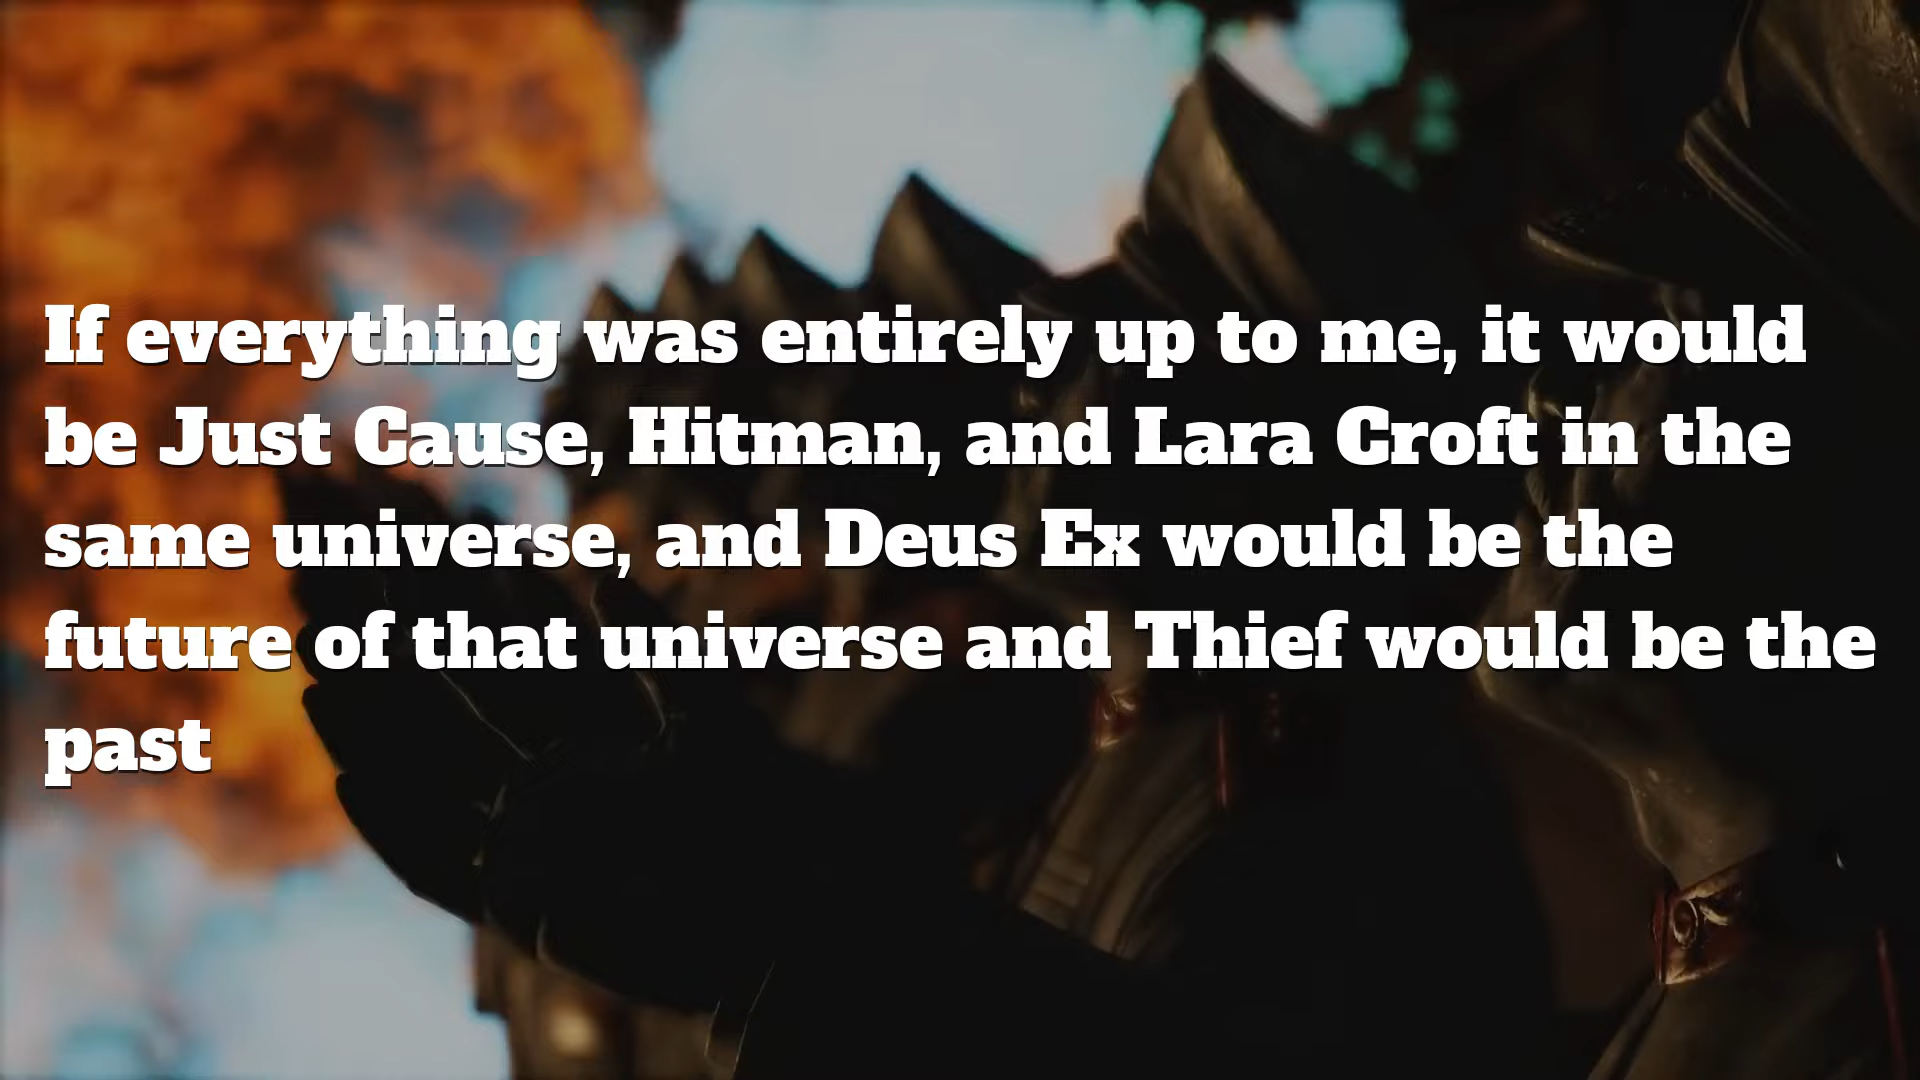 If everything was entirely up to me, it would
be Just Cause, Hitman, and Lara Croft in the
same universe, and Deus Ex would be the
future of that universe and Thief would be the
past